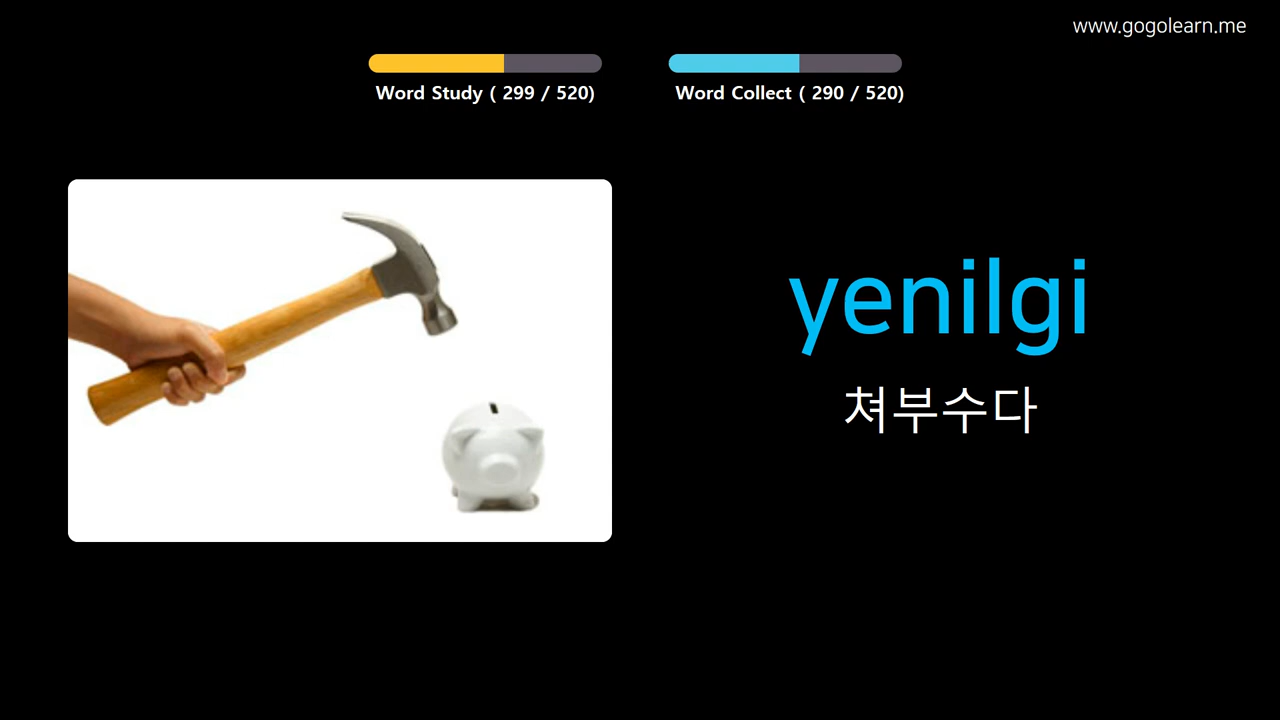 www.gogolearn.me
Word Study ( 299 / 520)
Word Collect ( 290 / 520)
yenilgi
쳐부수다